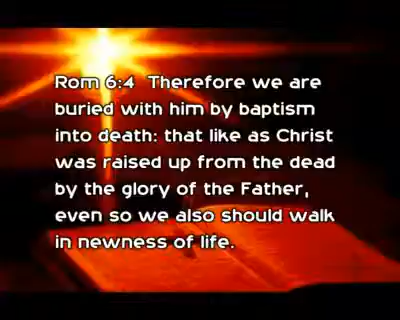 Rom 6:4  Therefore we are
buried with him by baptism
into death: that like as Christ
was raised up from the dead
by the glory of the Father,
even so we also should walk
in newness of life.